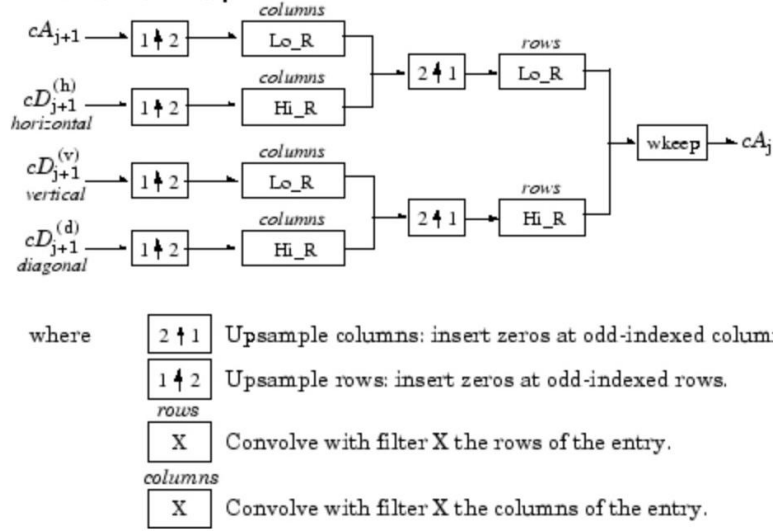 columns
cA j+1 1 ↑ 2 Lo_R
rows
columns
2 ↑ 1 Lo_R
cD j+1 (h) 1 ↑ 2 Hi_R
horizontal
columns
wkeep cA j
cD j+1 (v) 1 ↑ 2 Lo_R
vertical
rows
columns
2 ↑ 1 Hi_R
cD j+1 (d) 1 ↑ 2 Hi_R
diagonal
where 2 ↑ 1 Upsample columns: insert zeros at odd-indexed
1 ↑ 2 Upsample rows: insert zeros at odd-indexed rows.
rows
X Convolve with filter X the rows of the entry.
columns
X Convolve with filter X the columns of the entry.